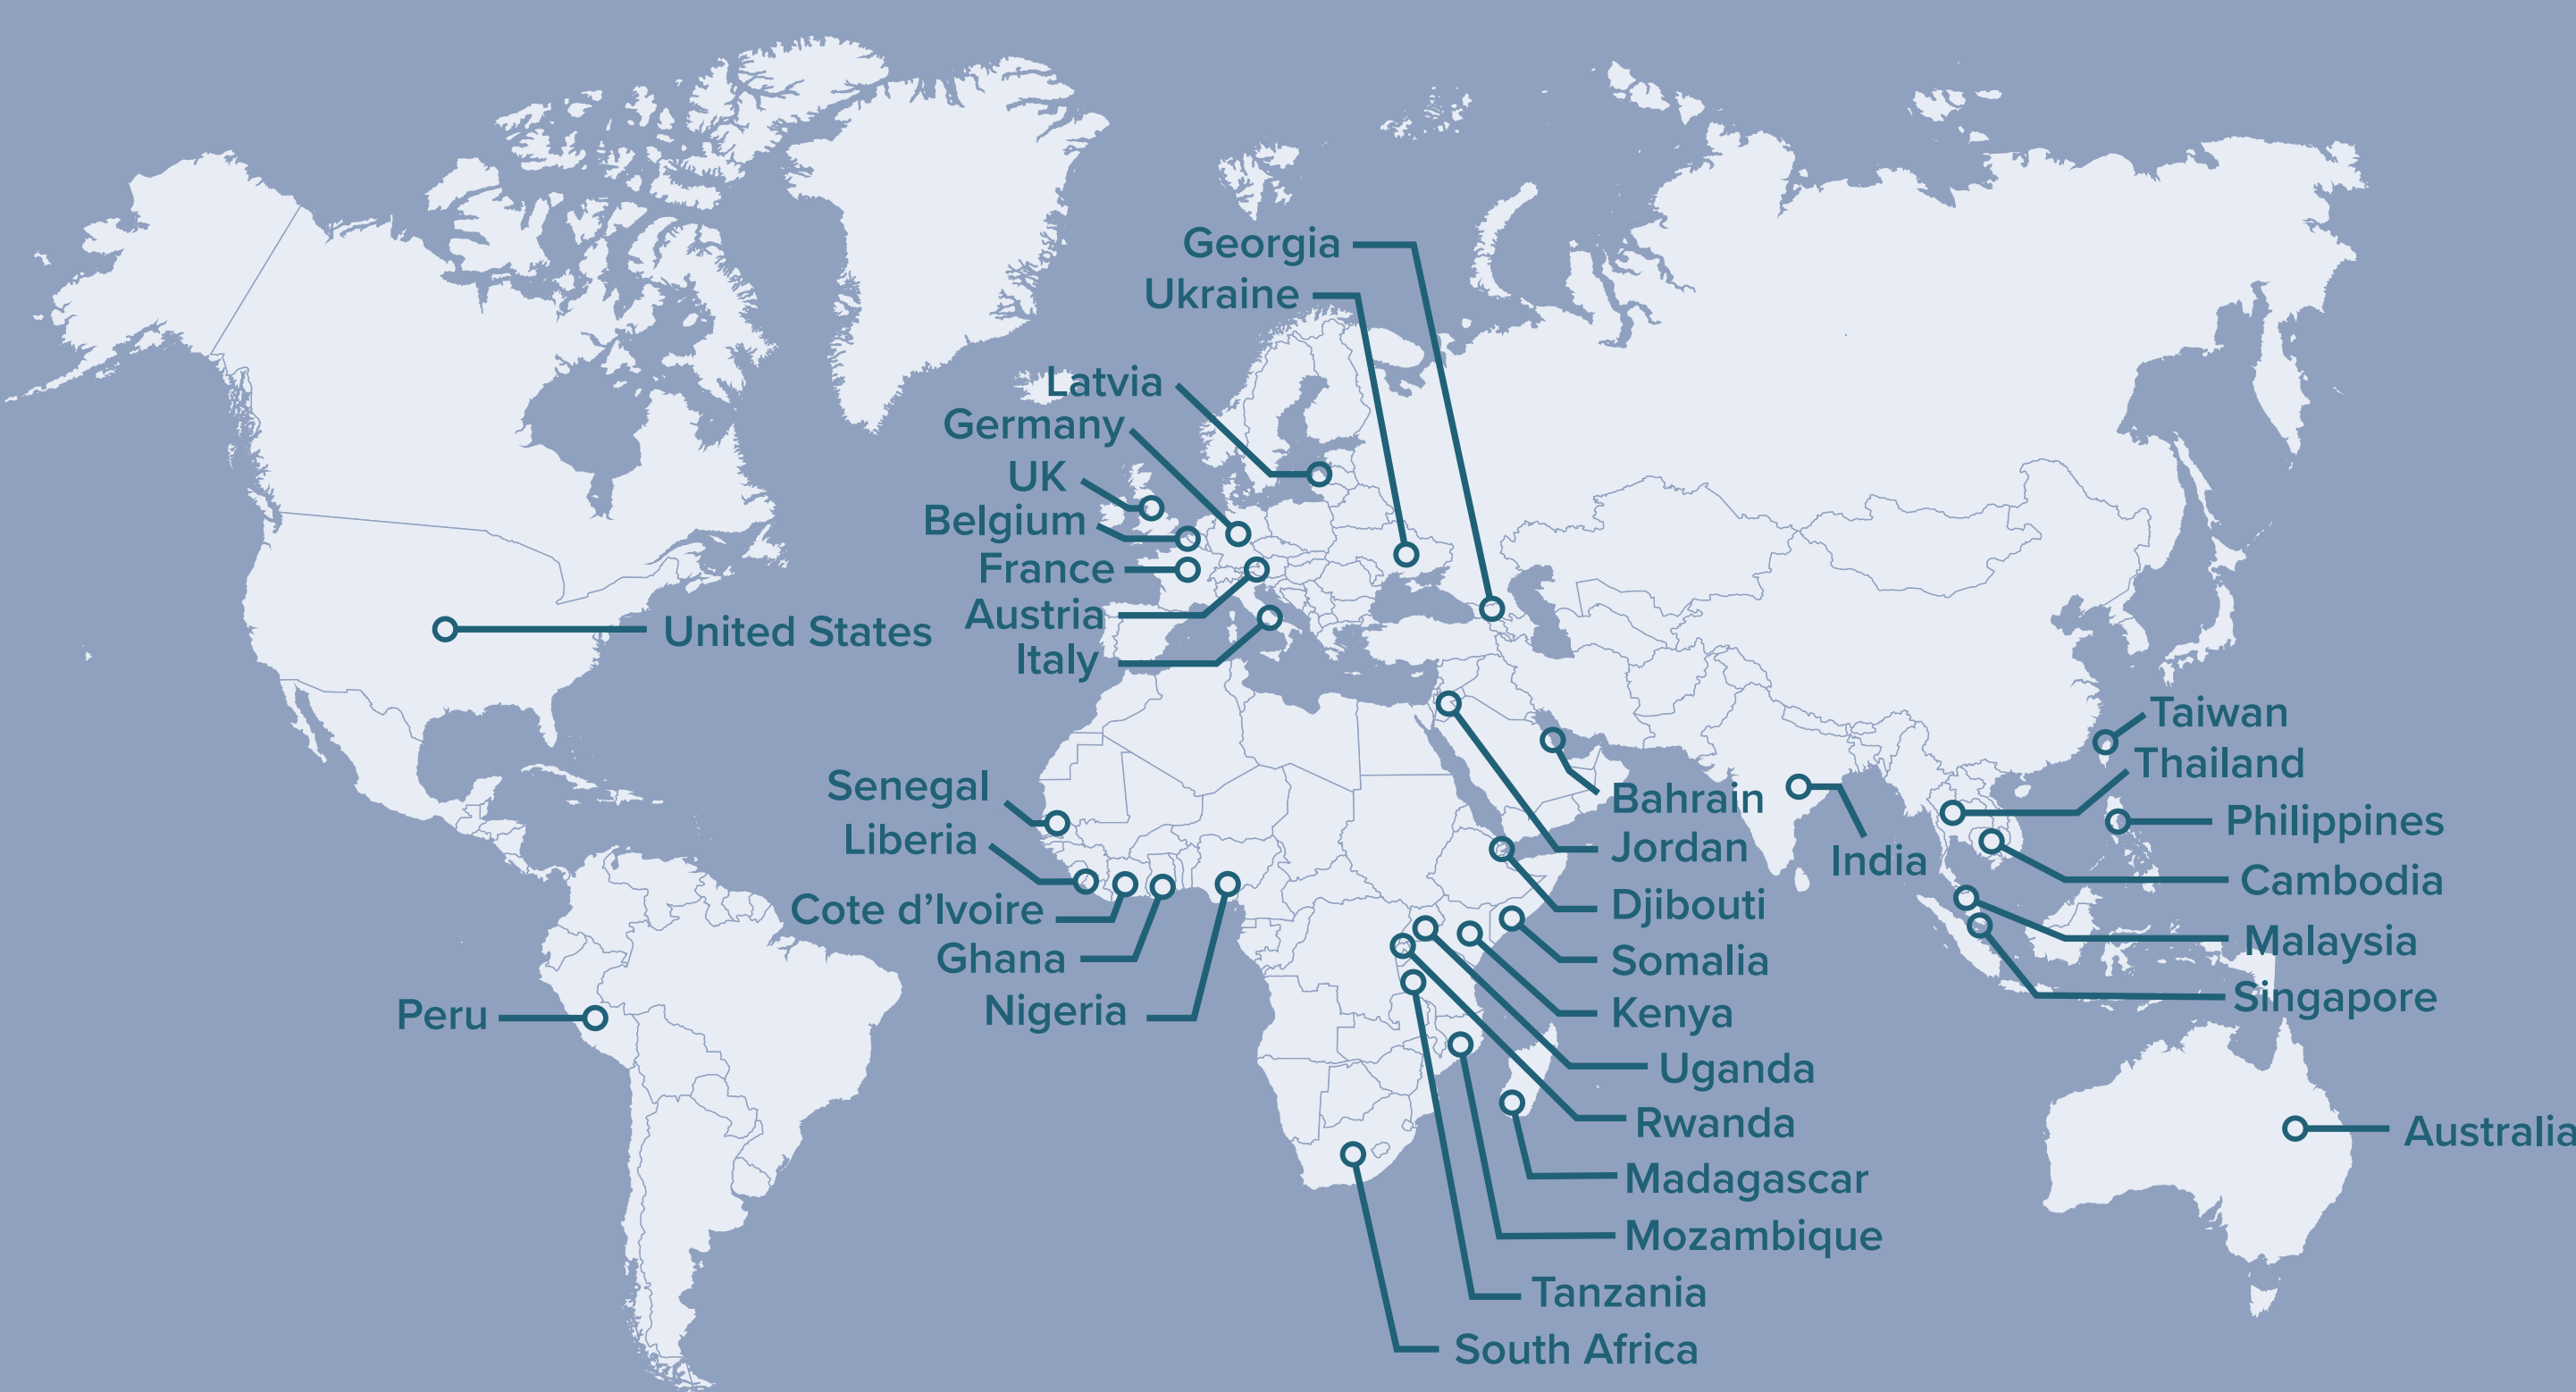 Georgia
Ukraine
Latvia
Germany
UK
Belgium
France
Austria
Italy
United States
Senegal
Liberia
Cote d’Ivoire
Ghana
Nigeria
Peru
Bahrain
Jordan
Djibouti
Somalia
Kenya
Uganda
Rwanda
Madagascar
Mozambique
Tanzania
South Africa
India
Taiwan
Thailand
Philippines
Cambodia
Malaysia
Singapore
Australia